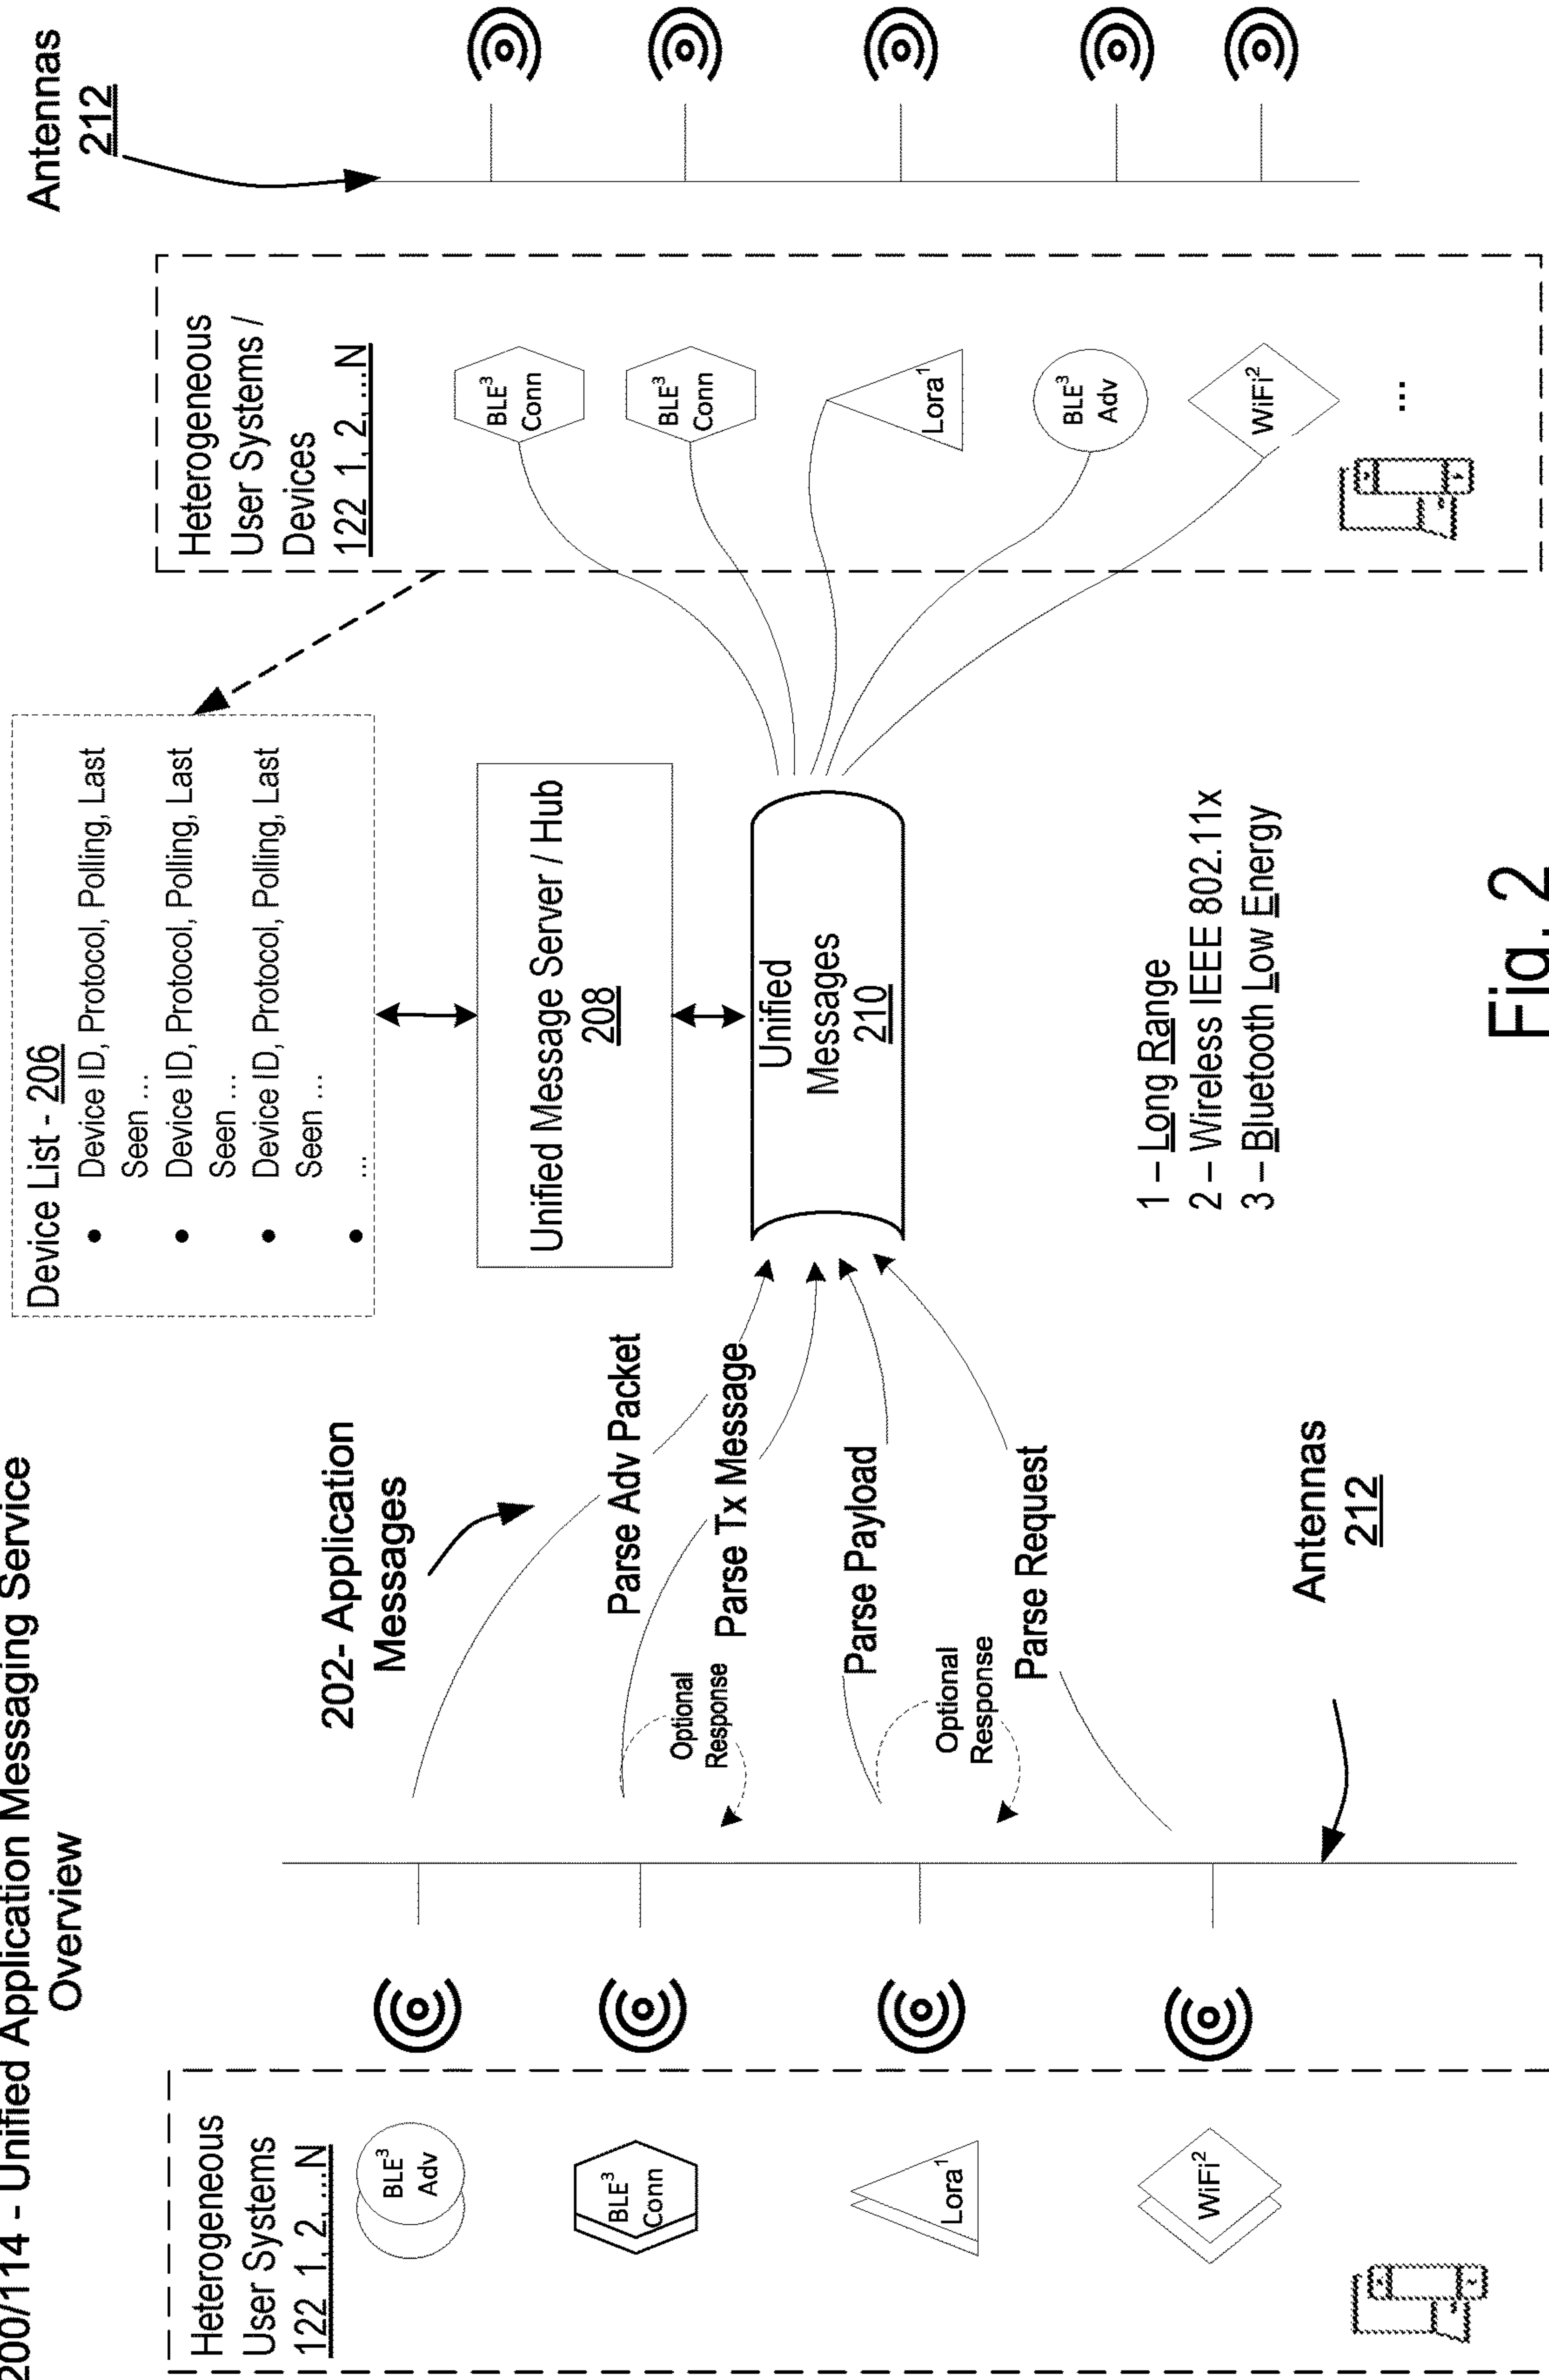 200/114 - Unified Application Messaging Service
Overview
Heterogeneous
User Systems
122 1, 2, ...N
BLE³
Adv
BLE³
Conn
Lora¹
WiFi²
202- Application
Messages
Parse Adv Packet
Parse Tx Message
Optional
Response
Parse Payload
Optional
Response
Parse Request
Antennas
212
Device List - 206
• Device ID, Protocol, Polling, Last
Seen ...
• Device ID, Protocol, Polling, Last
Seen ...
• Device ID, Protocol, Polling, Last
Seen ...
• ...
Unified Message Server / Hub
208
Unified
Messages
210
1 – Long Range
2 – Wireless IEEE 802.11x
3 – Bluetooth Low Energy
Heterogeneous
User Systems /
Devices
122 1, 2, ...N
BLE³
Conn
BLE³
Conn
Lora¹
BLE³
Adv
WiFi²
...
Antennas
212
Fig. 2